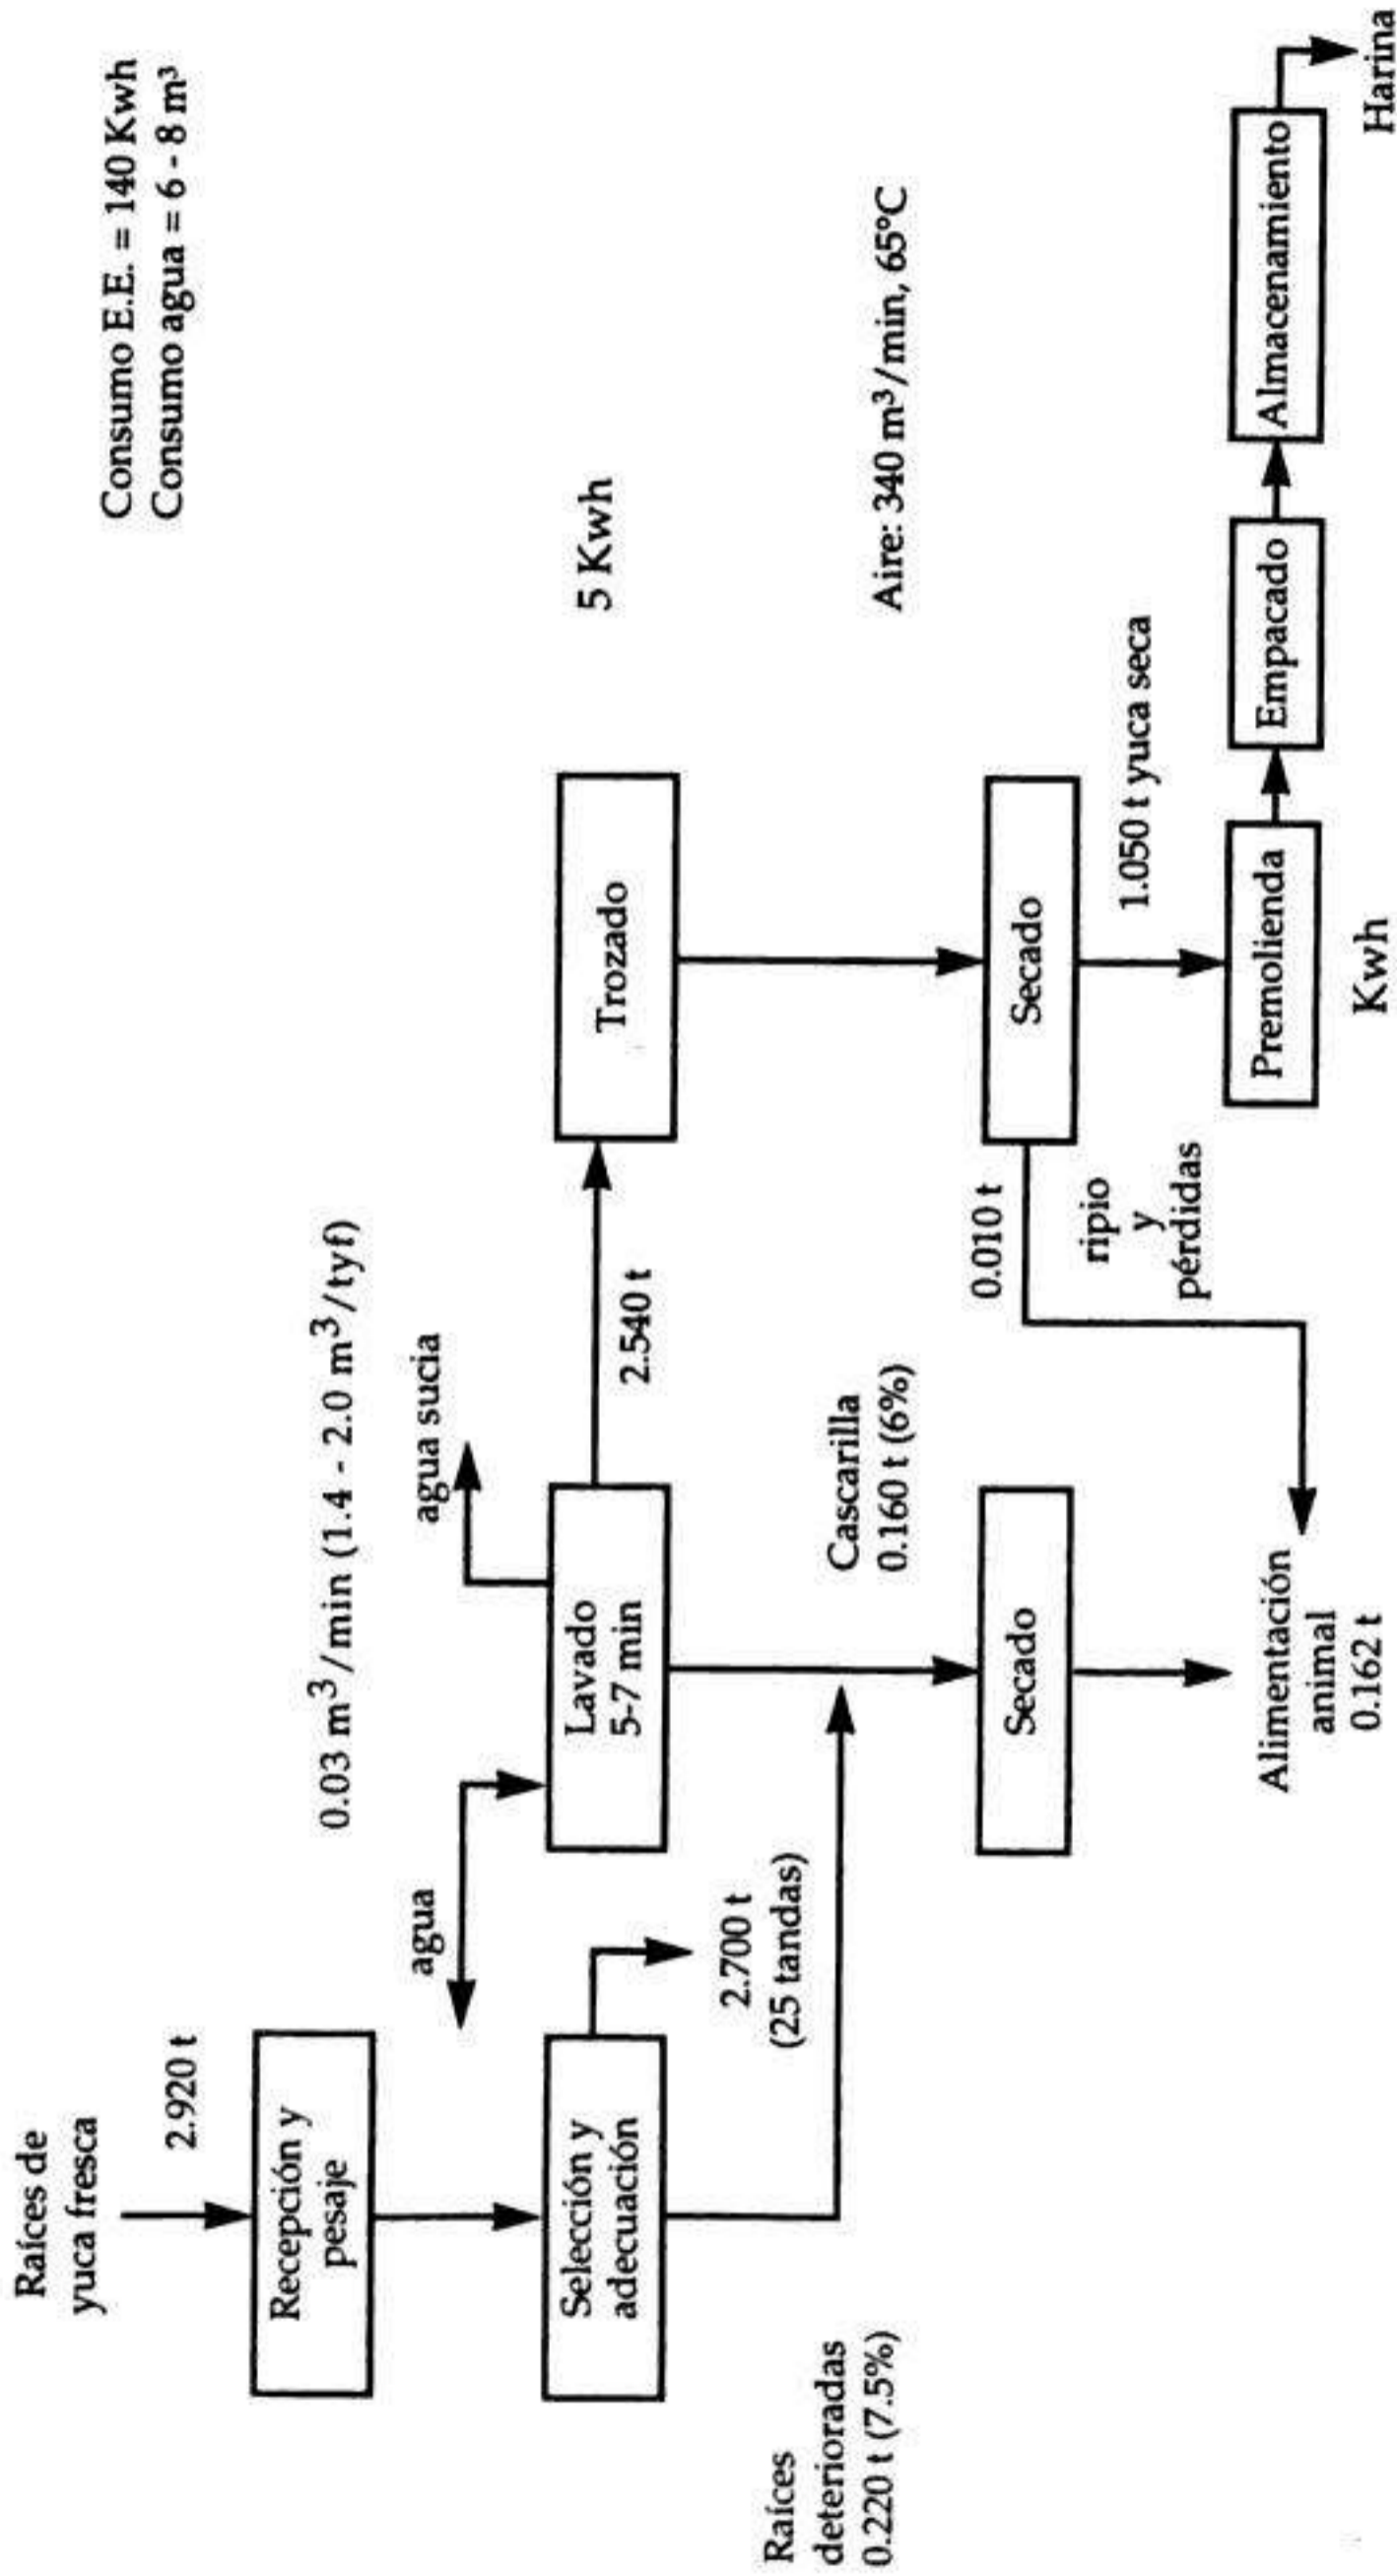 Consumo E.E. = 140 Kwh
Consumo agua = 6 - 8 m³
Raíces de
yuca fresca
2.920 t
Recepción y
pesaje
Selección y
adecuación
2.700 t
(25 tandas)
Raíces
deterioradas
0.220 t (7.5%)
agua
0.03 m³/min (1.4 - 2.0 m³/tyf)
agua sucia
Lavado
5-7 min
2.540 t
Cascarilla
0.160 t (6%)
Secado
Alimentación
animal
0.162 t
Trozado
5 Kwh
Secado
Aire: 340 m³/min, 65°C
0.010 t
ripio
y
pérdidas
1.050 t yuca seca
Premolienda
Kwh
Empacado
Almacenamiento
Harina